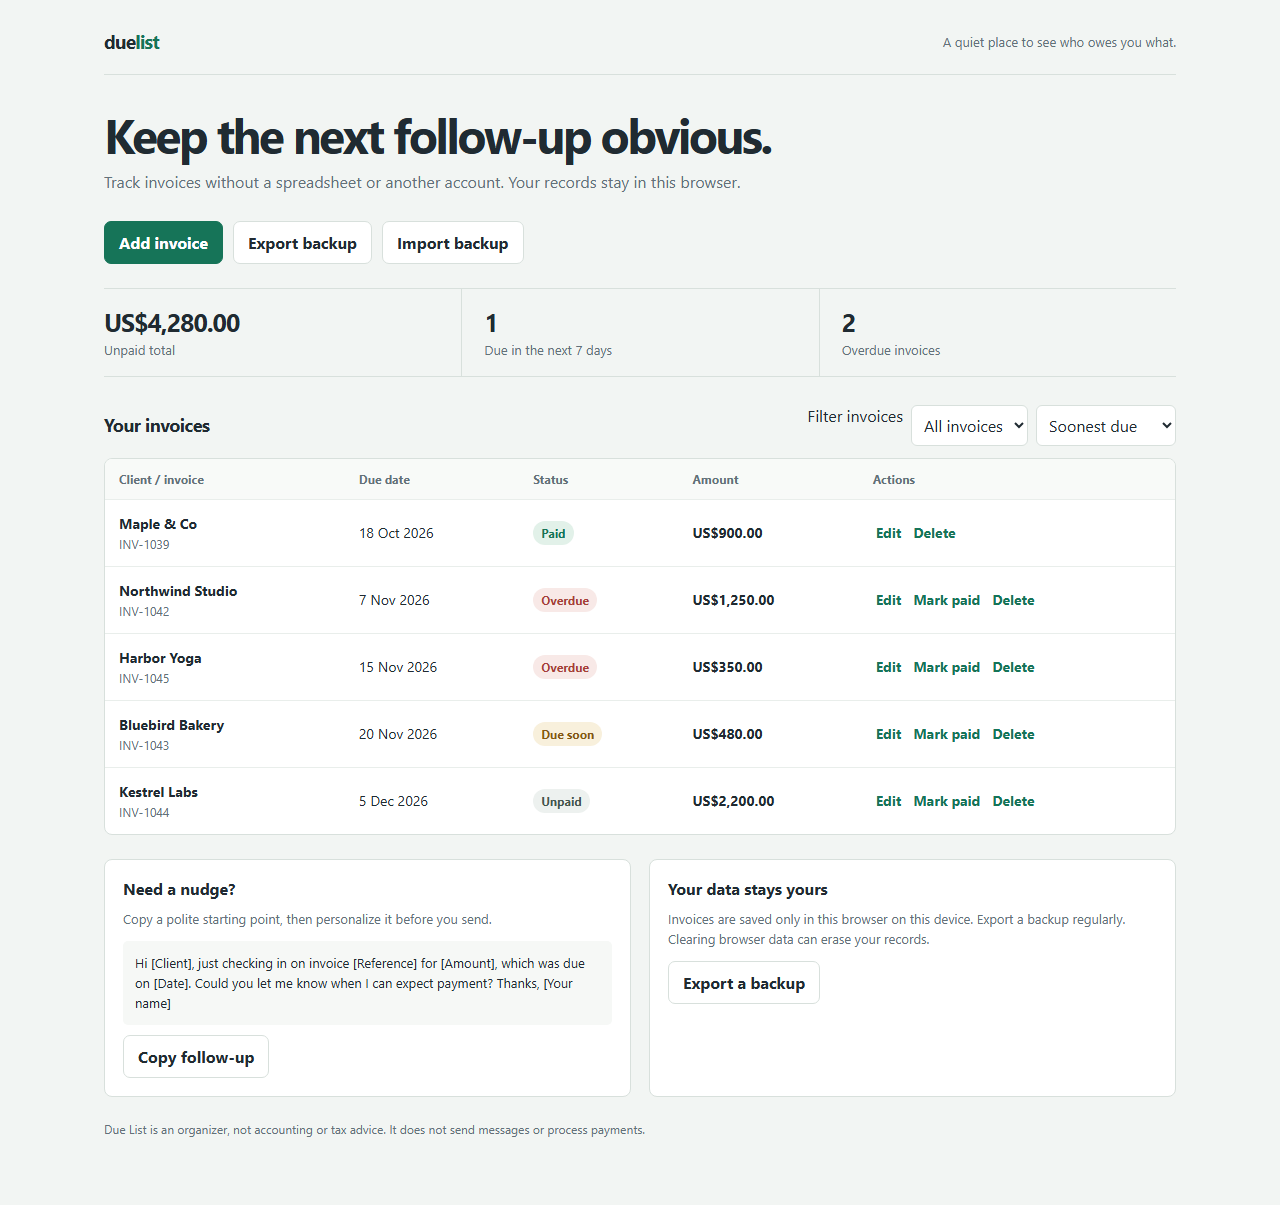 duelist
A quiet place to see who owes you what.
Keep the next follow-up obvious.
Track invoices without a spreadsheet or another account. Your records stay in this browser.
Add invoice
Export backup
Import backup
US$4,280.00
Unpaid total
1
Due in the next 7 days
2
Overdue invoices
Your invoices
Filter invoices
All invoices
Soonest due
Client / invoice
Due date
Status
Amount
Actions
Maple & Co
INV-1039
18 Oct 2026
Paid
US$900.00
Edit
Delete
Northwind Studio
INV-1042
7 Nov 2026
Overdue
US$1,250.00
Edit
Mark paid
Delete
Harbor Yoga
INV-1045
15 Nov 2026
Overdue
US$350.00
Edit
Mark paid
Delete
Bluebird Bakery
INV-1043
20 Nov 2026
Due soon
US$480.00
Edit
Mark paid
Delete
Kestrel Labs
INV-1044
5 Dec 2026
Unpaid
US$2,200.00
Edit
Mark paid
Delete
Need a nudge?
Copy a polite starting point, then personalize it before you send.
Hi [Client], just checking in on invoice [Reference] for [Amount], which was due
on [Date]. Could you let me know when I can expect payment? Thanks, [Your
name]
Copy follow-up
Your data stays yours
Invoices are saved only in this browser on this device. Export a backup regularly.
Clearing browser data can erase your records.
Export a backup
Due List is an organizer, not accounting or tax advice. It does not send messages or process payments.